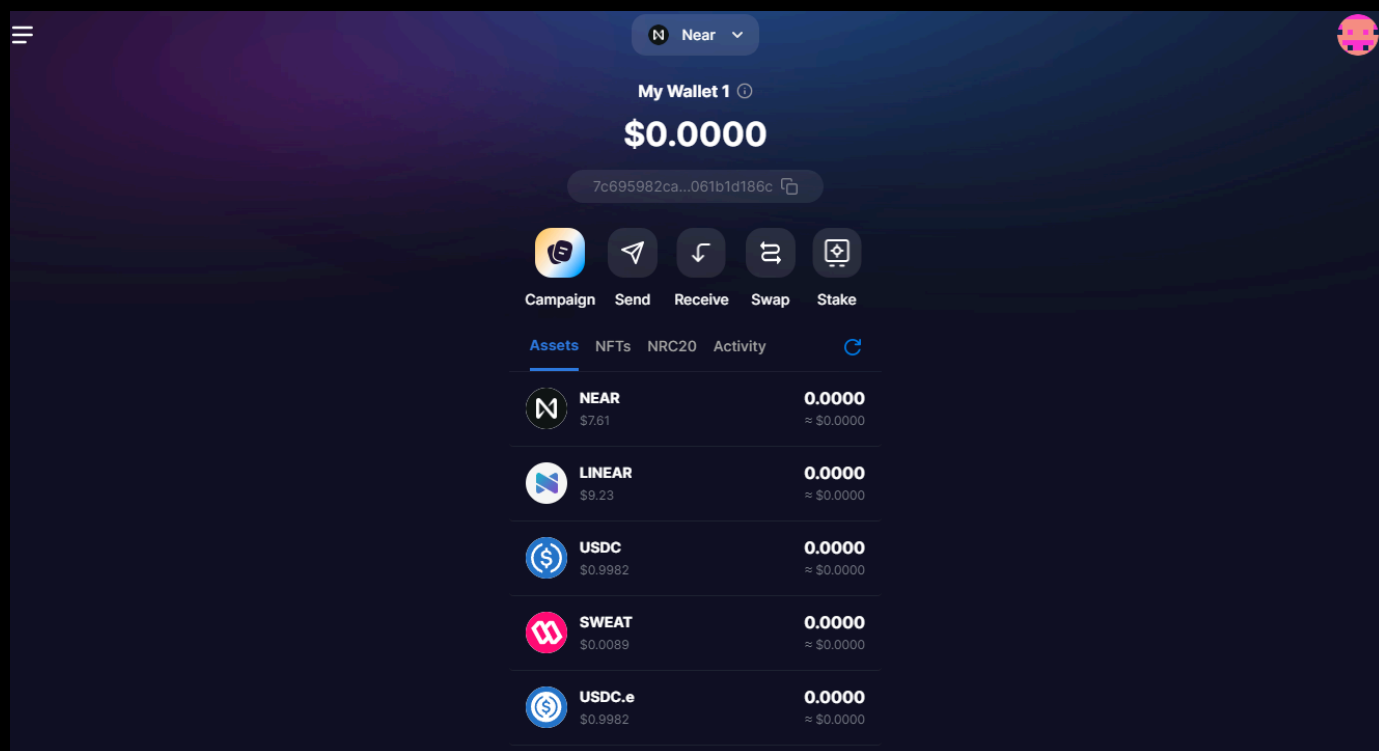 Near
My Wallet 1
$0.0000
7c695982ca...061b1d186c
Campaign Send Receive Swap Stake
Assets NFTs NRC20 Activity
NEAR 0.0000
$7.61 ≈ $0.0000
LINEAR 0.0000
$9.23 ≈ $0.0000
USDC 0.0000
$0.9982 ≈ $0.0000
SWEAT 0.0000
$0.0089 ≈ $0.0000
USDC.e 0.0000
$0.9982 ≈ $0.0000